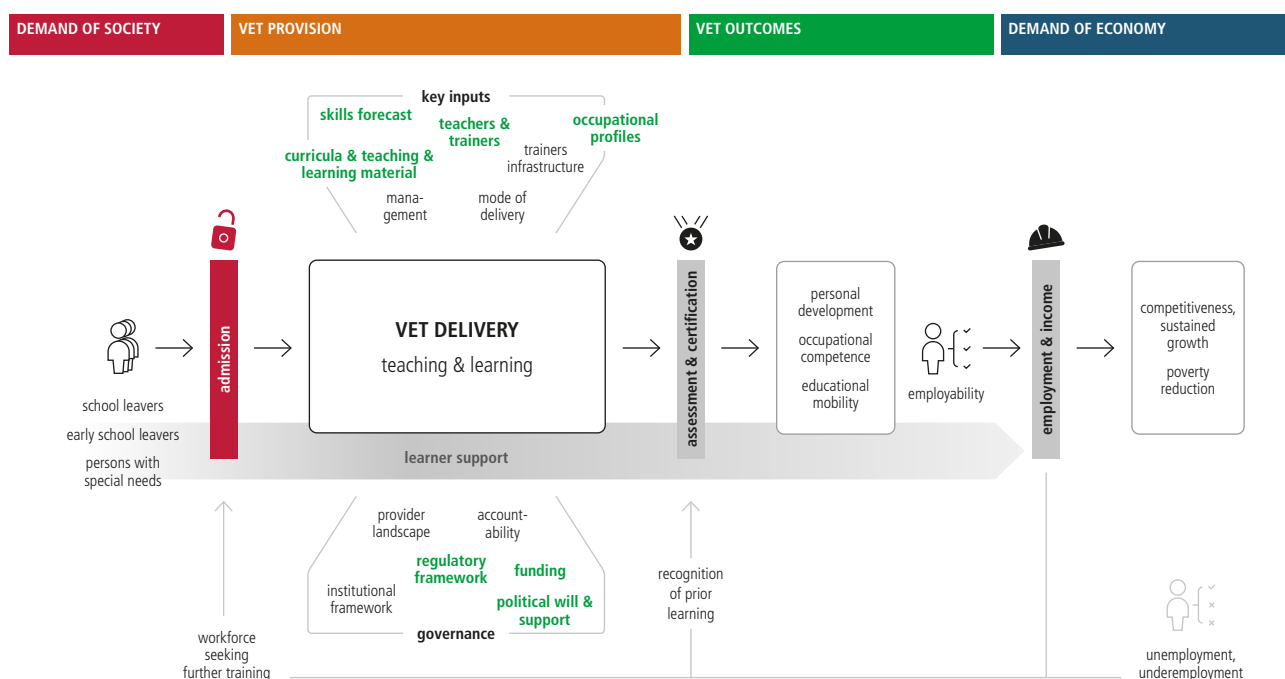 DEMAND OF SOCIETY
VET PROVISION
VET OUTCOMES
DEMAND OF ECONOMY
key inputs
skills forecast
teachers &
trainers
occupational
profiles
curricula & teaching &
learning material
trainers
infrastructure
mana-
gement
mode of
delivery
admission
VET DELIVERY
teaching & learning
assessment & certification
personal
development
occupational
competence
educational
mobility
employability
employment & income
competitiveness,
sustained
growth
poverty
reduction
school leavers
early school leavers
persons with
special needs
learner support
provider
landscape
account-
ability
regulatory
framework
funding
institutional
framework
political will &
support
governance
recognition
of prior
learning
workforce
seeking
further training
unemployment,
underemployment